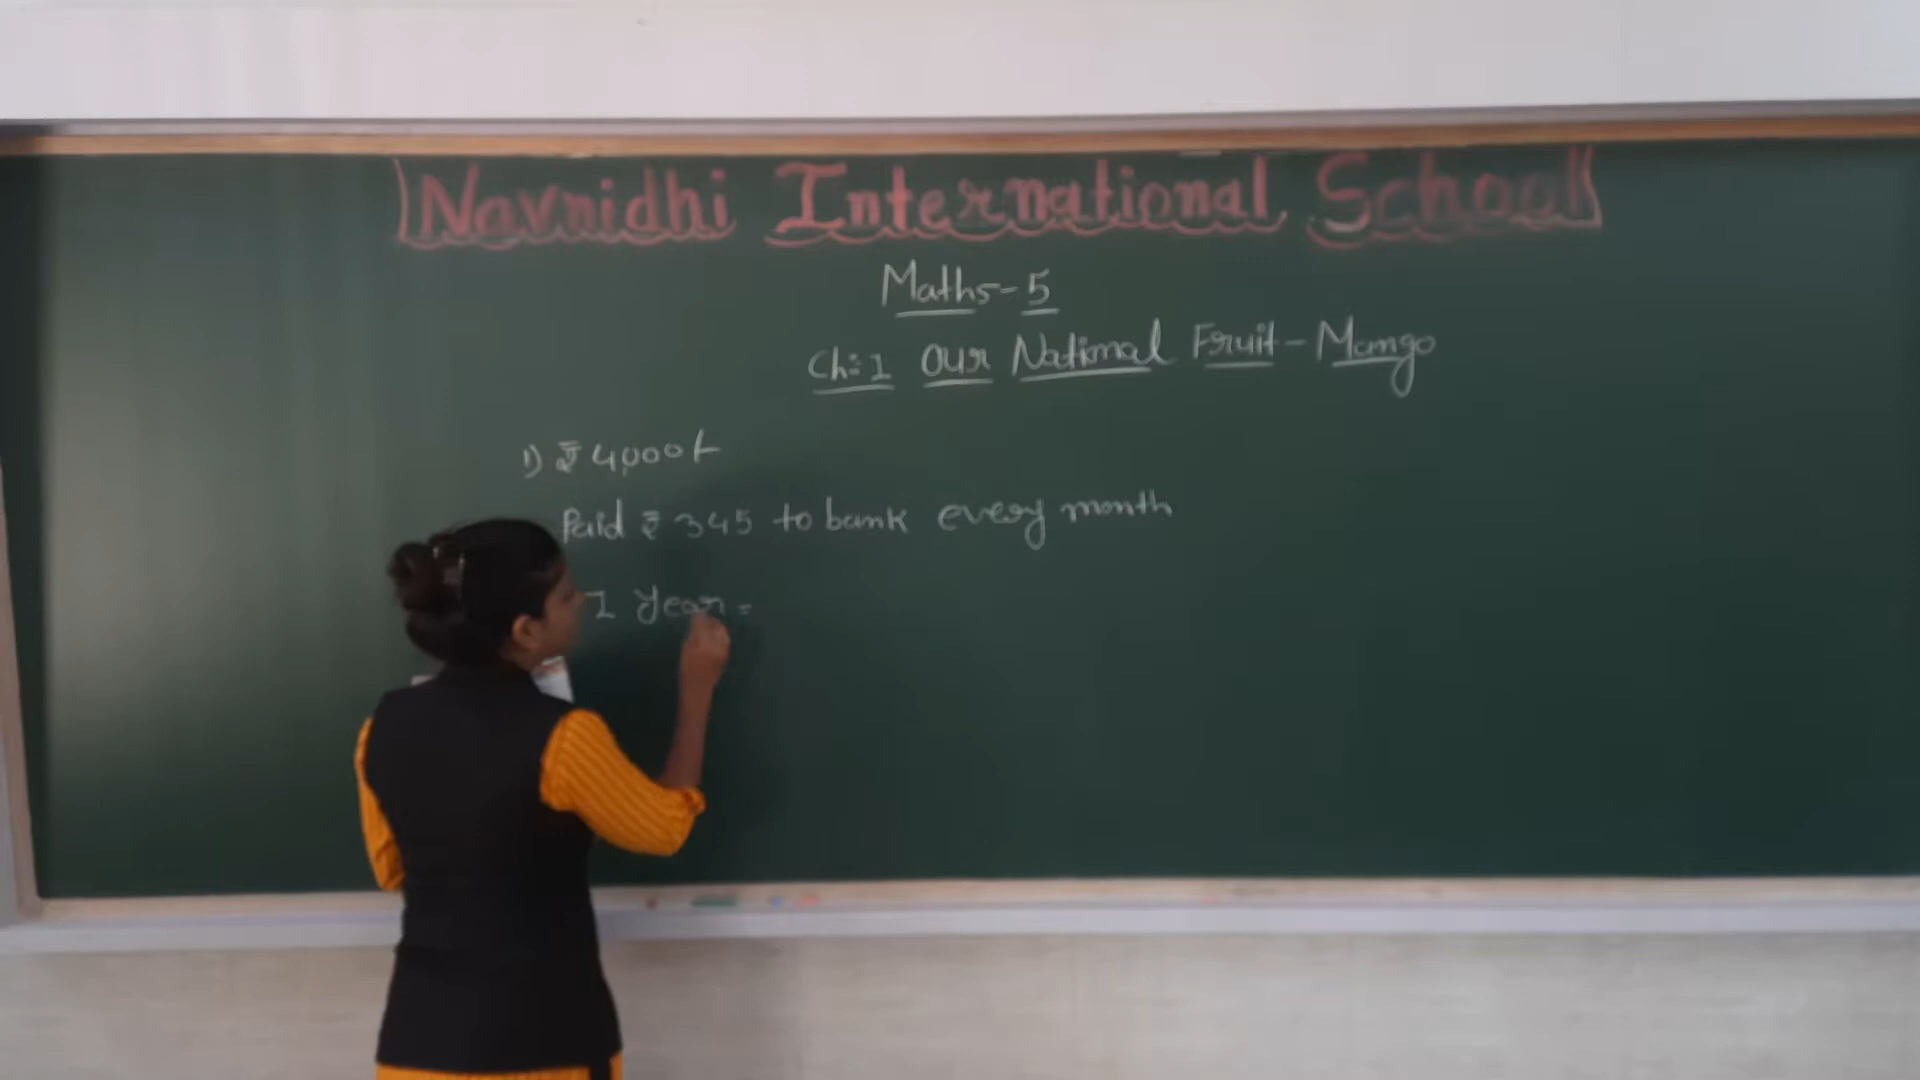 Navnidhi International School
Maths-5
Ch:1 Our National Fruit-Mango
1) ₹4,000/-
Paid ₹ 345 to bank every month
1 Year =